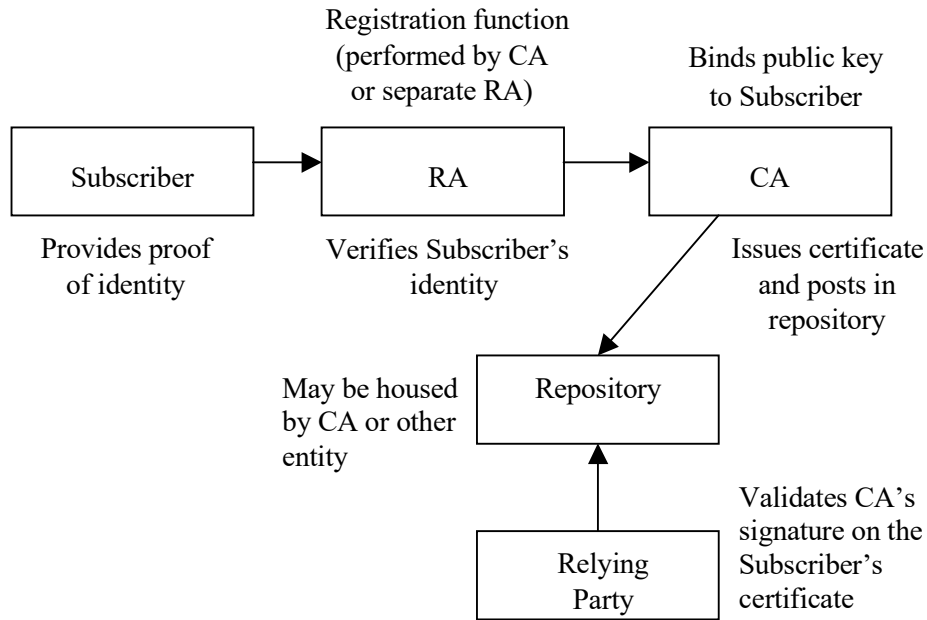 Registration function
(performed by CA
or separate RA)
Binds public key
to Subscriber
Subscriber
RA
CA
Provides proof
of identity
Verifies Subscriber’s
identity
Issues certificate
and posts in
repository
May be housed
by CA or other
entity
Repository
Relying
Party
Validates CA’s
signature on the
Subscriber’s
certificate